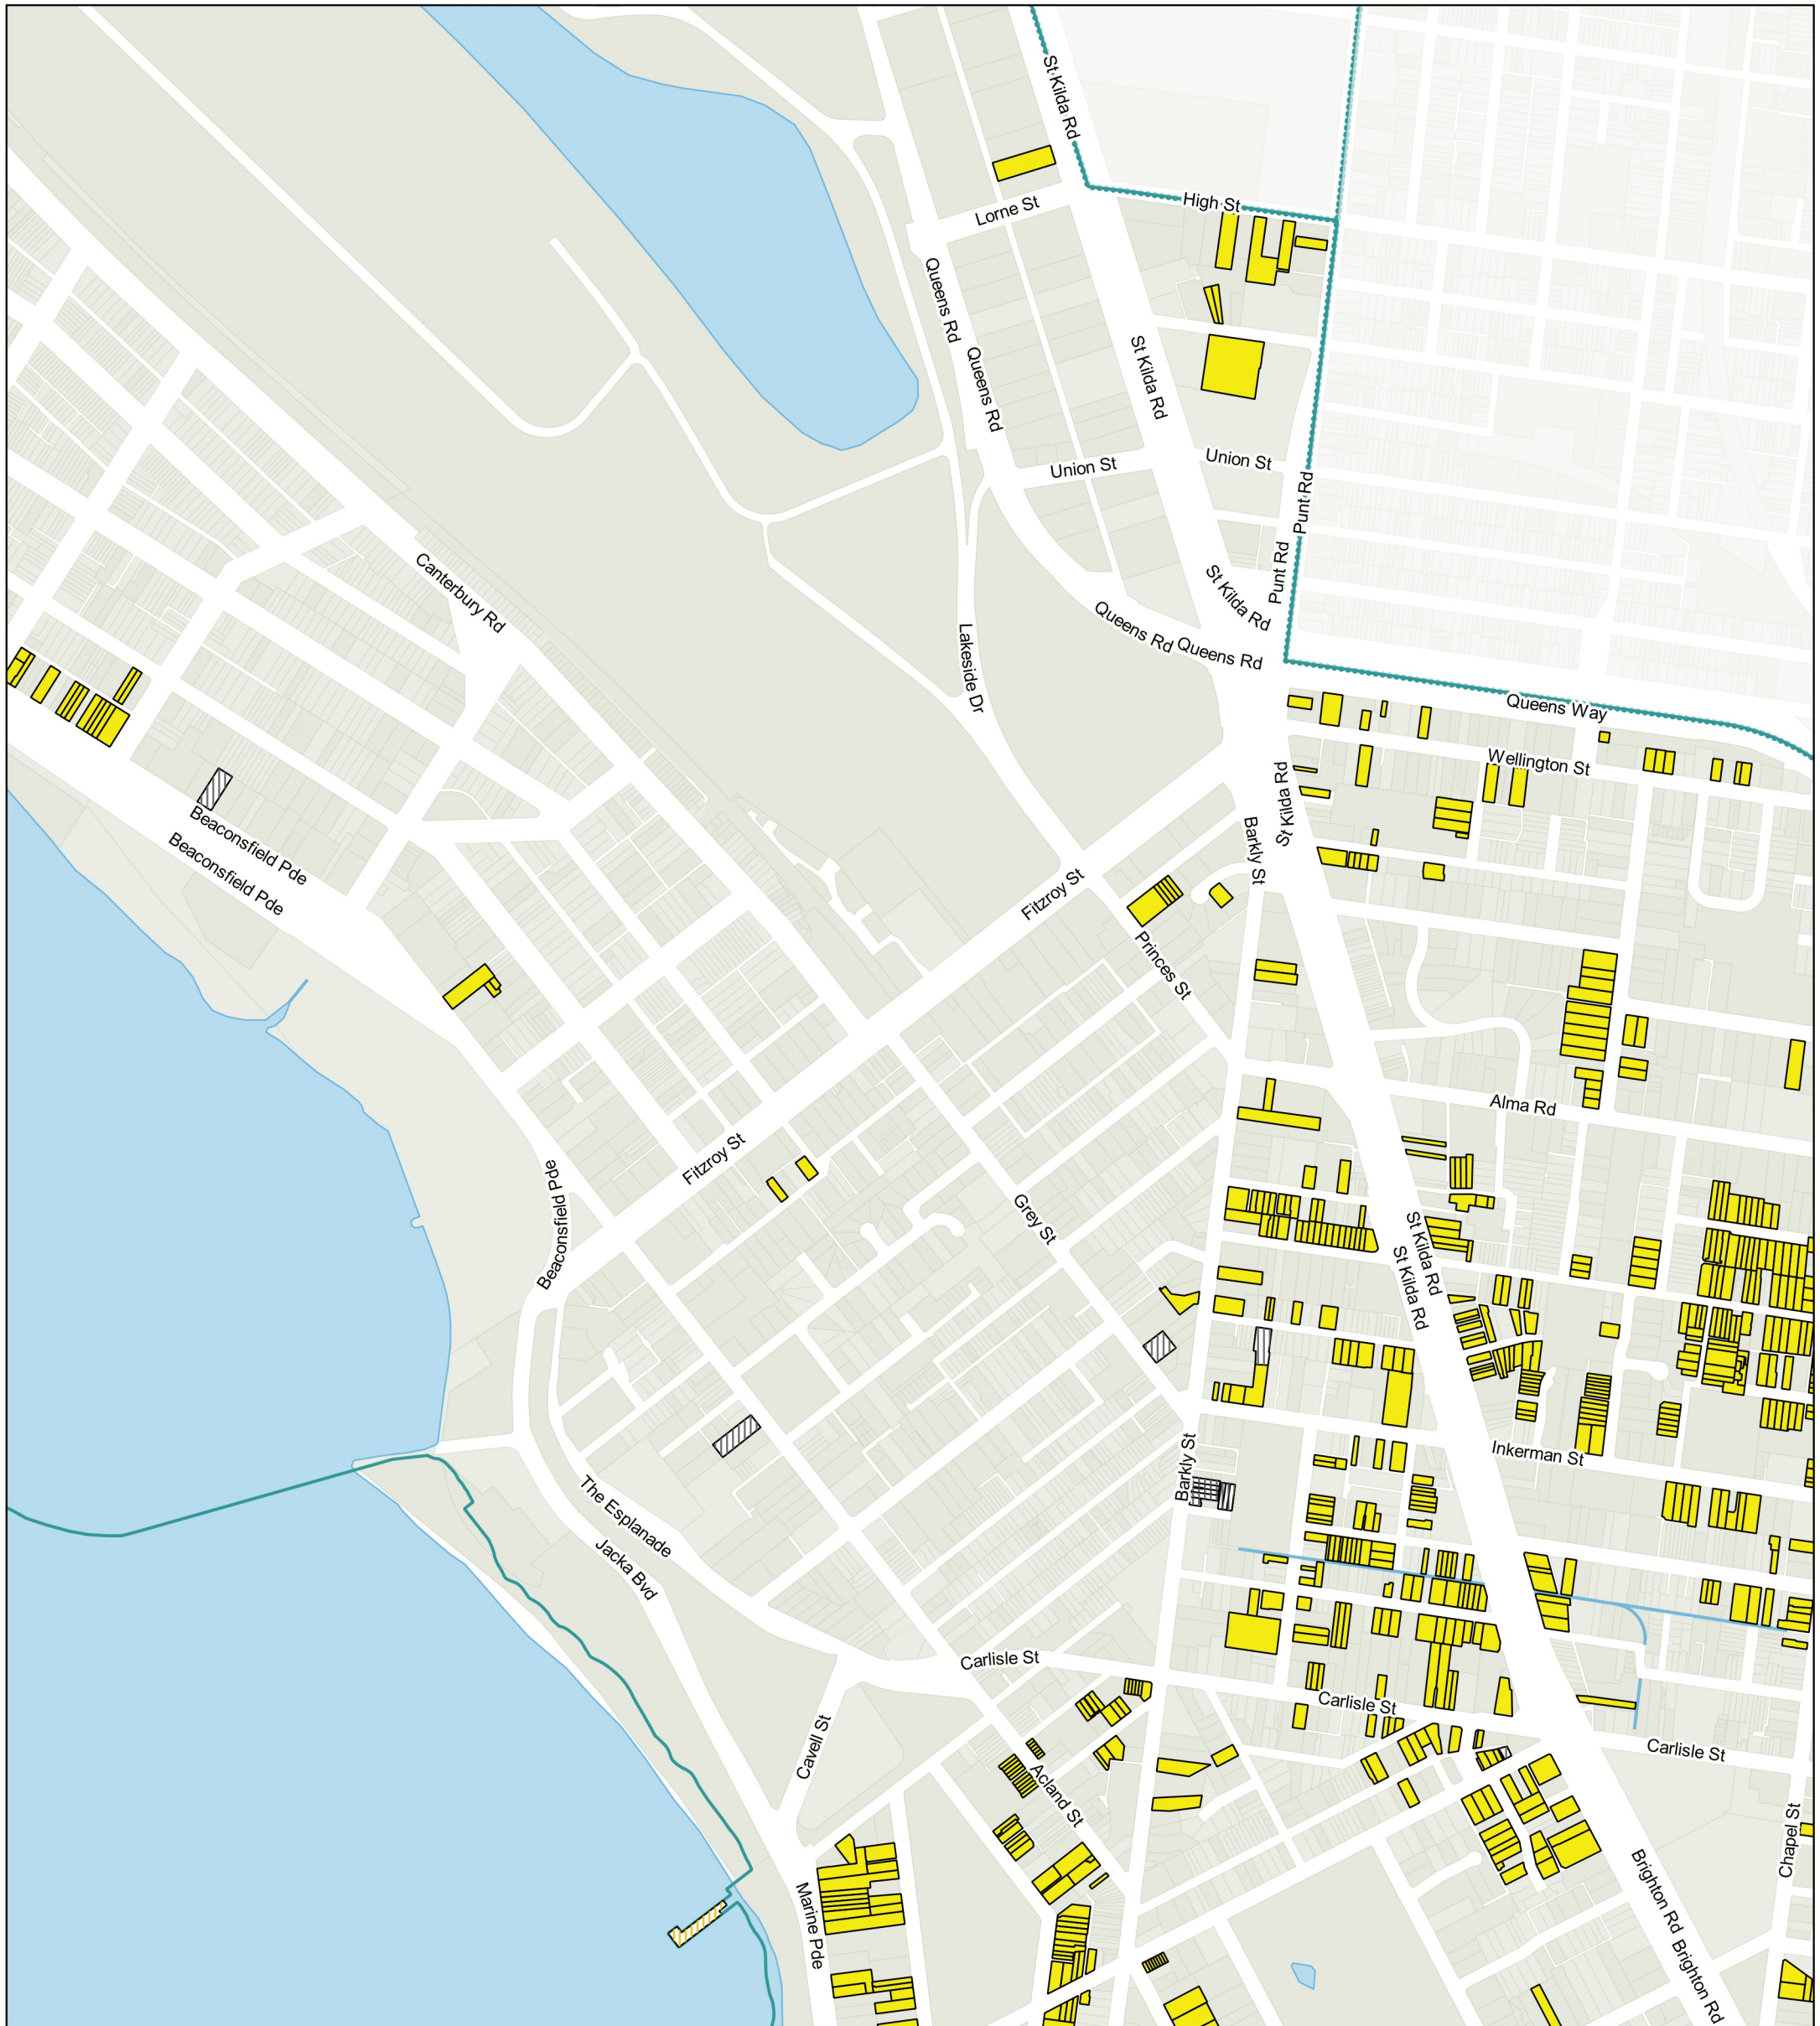 St Kilda Rd
High St
Lorne St
Queens Rd
Queens Rd
St Kilda Rd
Union St
Union St
Punt Rd
Punt Rd
Canterbury Rd
St Kilda Rd
Queens Rd
Queens Rd
Lakeside Dr
Queens Way
Wellington St
St Kilda Rd
Barkly St
Beaconsfield Pde
Beaconsfield Pde
Fitzroy St
Princes St
Alma Rd
Fitzroy St
Beaconsfield Pde
Grey St
St Kilda Rd
St Kilda Rd
Inkerman St
Barkly St
The Esplanade
Jacka Bvd
Carlisle St
Carlisle St
Cavell St
Carlisle St
Acland St
Chapel St
Marine Pde
Brighton Rd
Brighton Rd